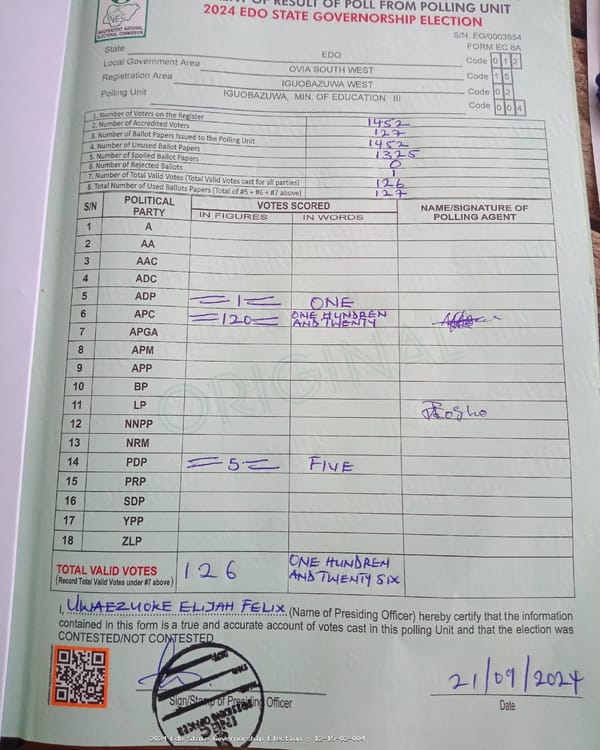 OF RESULT OF POLL FROM POLLING UNIT
2024 EDO STATE GOVERNORSHIP ELECTION
INEC
INDEPENDENT NATIONAL
ELECTORAL COMMISSION
S/N: EG/0003854
FORM EC 8A
State EDO Code 0 1 2
Local Government Area OVIA SOUTH WEST Code 1 5
Registration Area IGUOBAZUWA WEST Code 0 2
Polling Unit IGUOBAZUWA, MIN. OF EDUCATION III Code 0 0 4
1. Number of Voters on the Register 1452
2. Number of Accredited Voters 127
3. Number of Ballot Papers Issued to the Polling Unit 1452
4. Number of Unused Ballot Papers 1325
5. Number of Spoiled Ballot Papers 0
6. Number of Rejected Ballots 1
7. Number of Total Valid Votes (Total Valid Votes cast for all parties) 126
8. Total Number of Used Ballots Papers (Total of #5 + #6 + #7 above) 127
S/N POLITICAL PARTY VOTES SCORED NAME/SIGNATURE OF POLLING AGENT
IN FIGURES IN WORDS
1 A
2 AA
3 AAC
4 ADC
5 ADP =1= ONE
6 APC =120= ONE HUNDREN AND TWENTY
7 APGA
8 APM
9 APP
10 BP
11 LP
12 NNPP
13 NRM
14 PDP =5= FIVE
15 PRP
16 SDP
17 YPP
18 ZLP
ORIGINAL
TOTAL VALID VOTES 126 ONE HUNDREN
(Record Total Valid Votes under #7 above) AND TWENTY SIX
I, UWAEZUOKE ELIJAH FELIX (Name of Presiding Officer) hereby certify that the information
contained in this form is a true and accurate account of votes cast in this polling Unit and that the election was
CONTESTED/NOT CONTESTED
21/09/2024
Sign/Stamp of Presiding Officer Date
2024 Edo State Governorship Election : 12-15-02-004